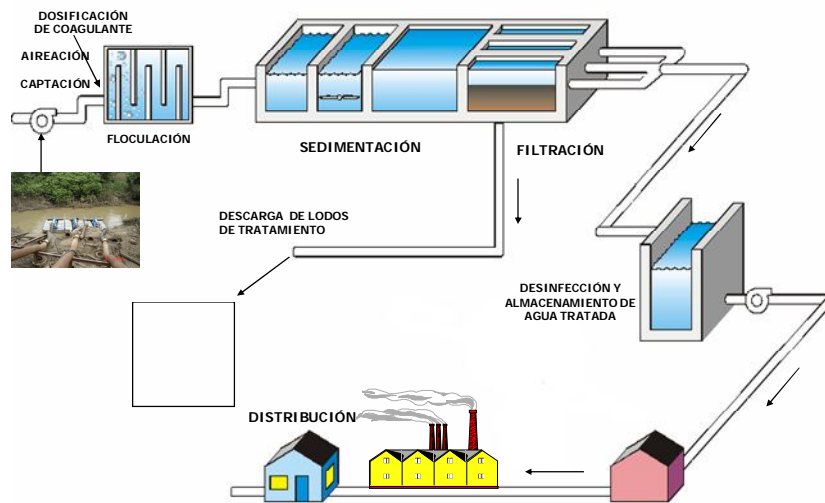 DOSIFICACIÓN
DE COAGULANTE
AIREACIÓN
CAPTACIÓN
FLOCULACIÓN
SEDIMENTACIÓN
FILTRACIÓN
DESCARGA DE LODOS
DE TRATAMIENTO
DESINFECCIÓN Y
ALMACENAMIENTO DE
AGUA TRATADA
DISTRIBUCIÓN